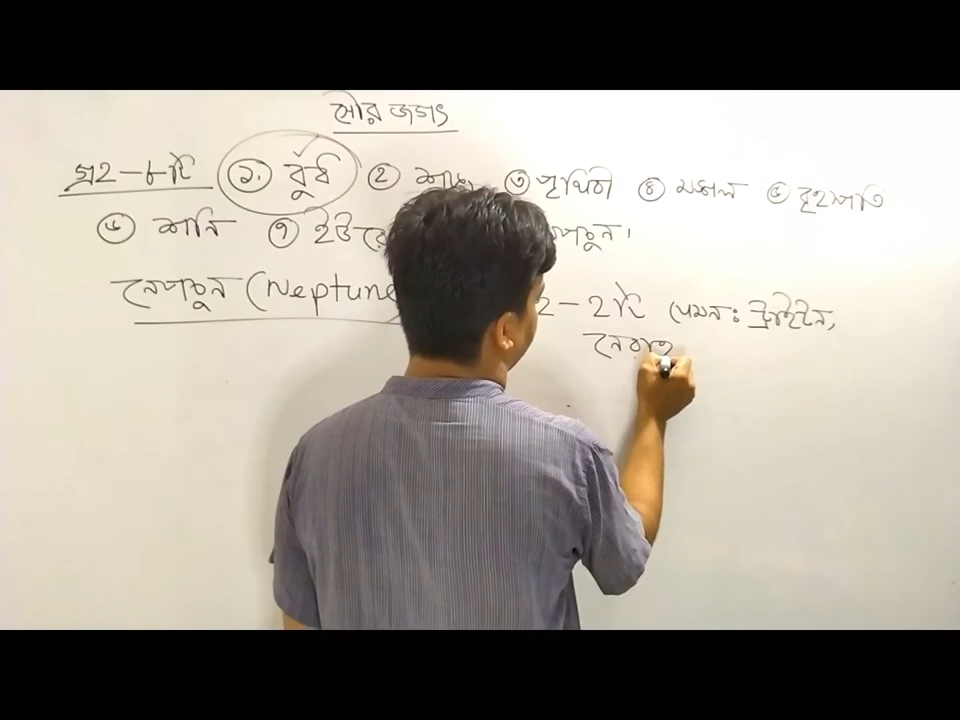 সৌর জগৎ
গ্রহ - ৮টি ১. বুধ ২ ৩ পৃথিবী ৪ মঙ্গল ৫ বৃহস্পতি
৬ শনি ৭ ইউরে পচুন।
নেপচুন (Neptune - ২টি যেমনঃ ট্রাইটন,